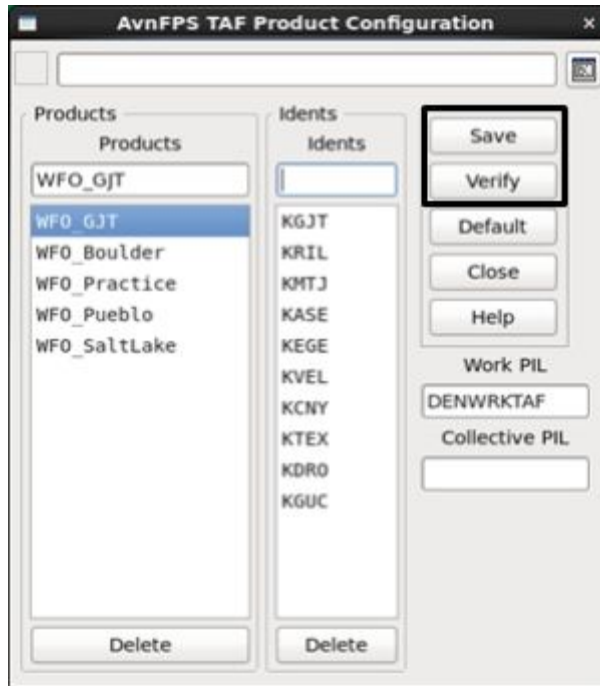 AvnFPS TAF Product Configuration
Products
Products
WFO_GJT
WFO_GJT
WFO_Boulder
WFO_Practice
WFO_Pueblo
WFO_SaltLake
Delete
Idents
Idents
KGJT
KRIL
KMTJ
KASE
KEGE
KVEL
KCNY
KTEX
KDRO
KGUC
Delete
Save
Verify
Default
Close
Help
Work PIL
DENWRKTAF
Collective PIL